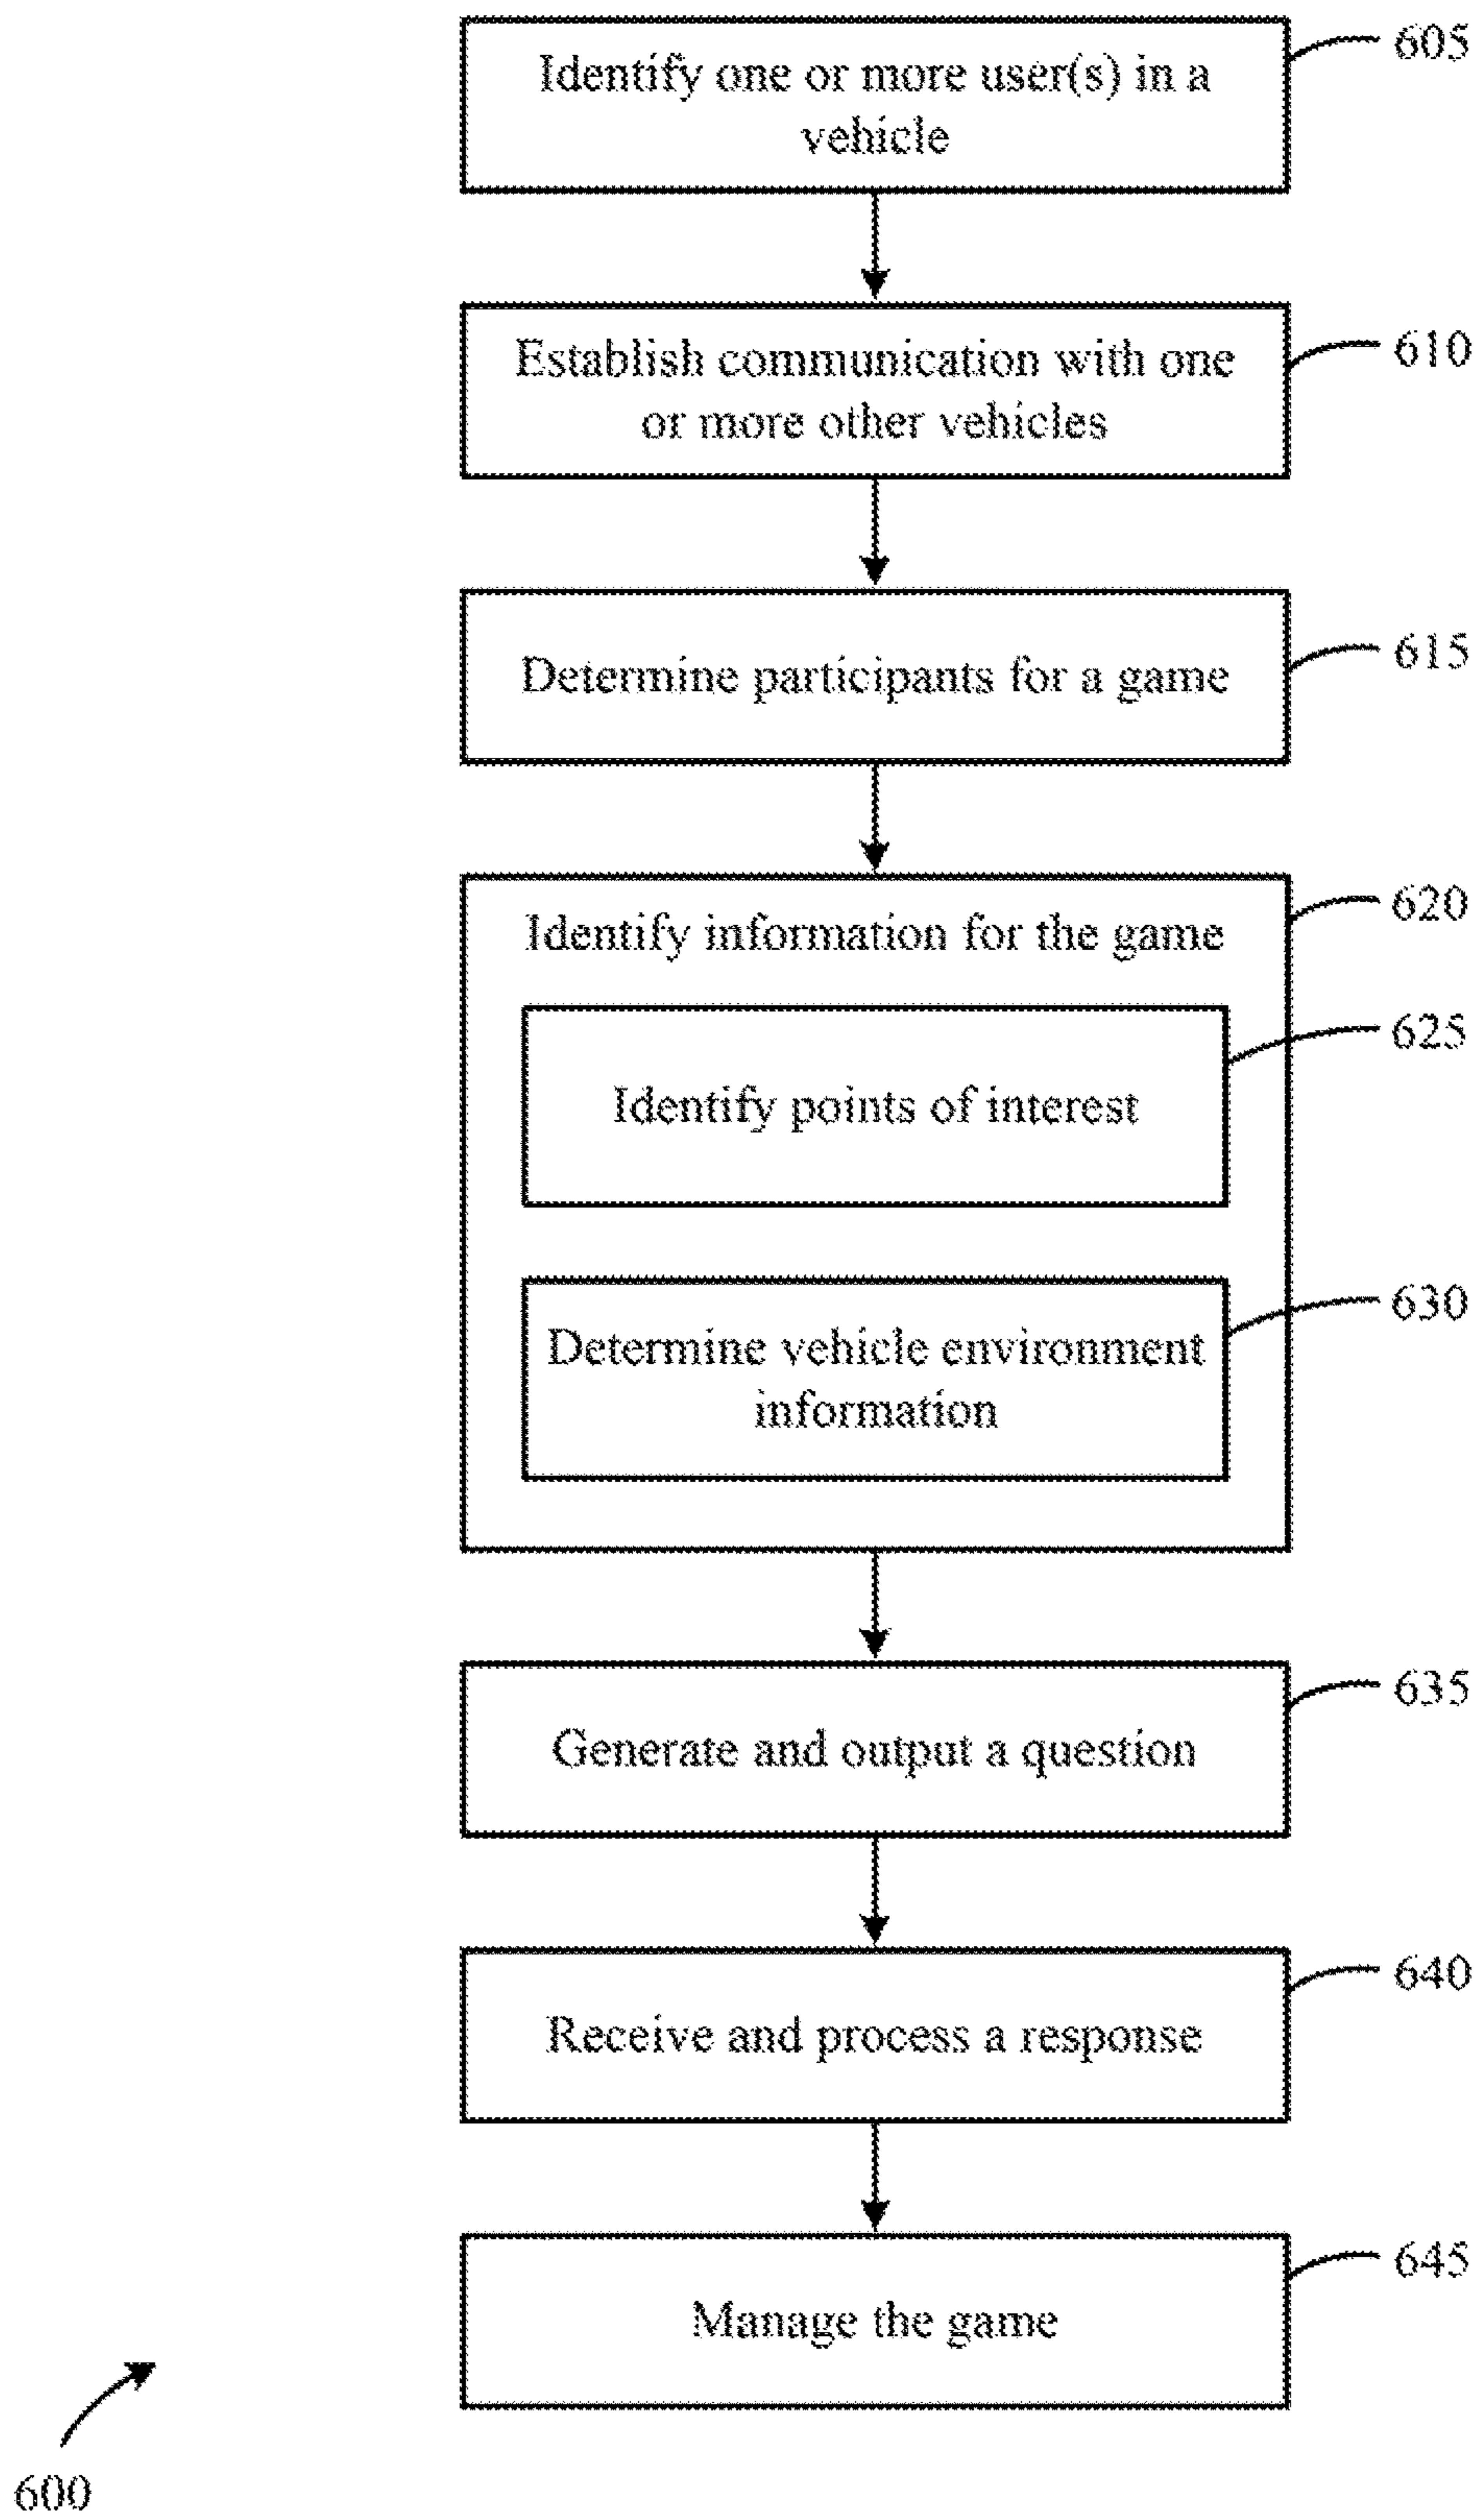 Identify one or more user(s) in a
vehicle
605
Establish communication with one
or more other vehicles
610
Determine participants for a game
615
Identify information for the game
620
Identify points of interest
625
Determine vehicle environment
information
630
Generate and output a question
635
Receive and process a response
640
Manage the game
645
600